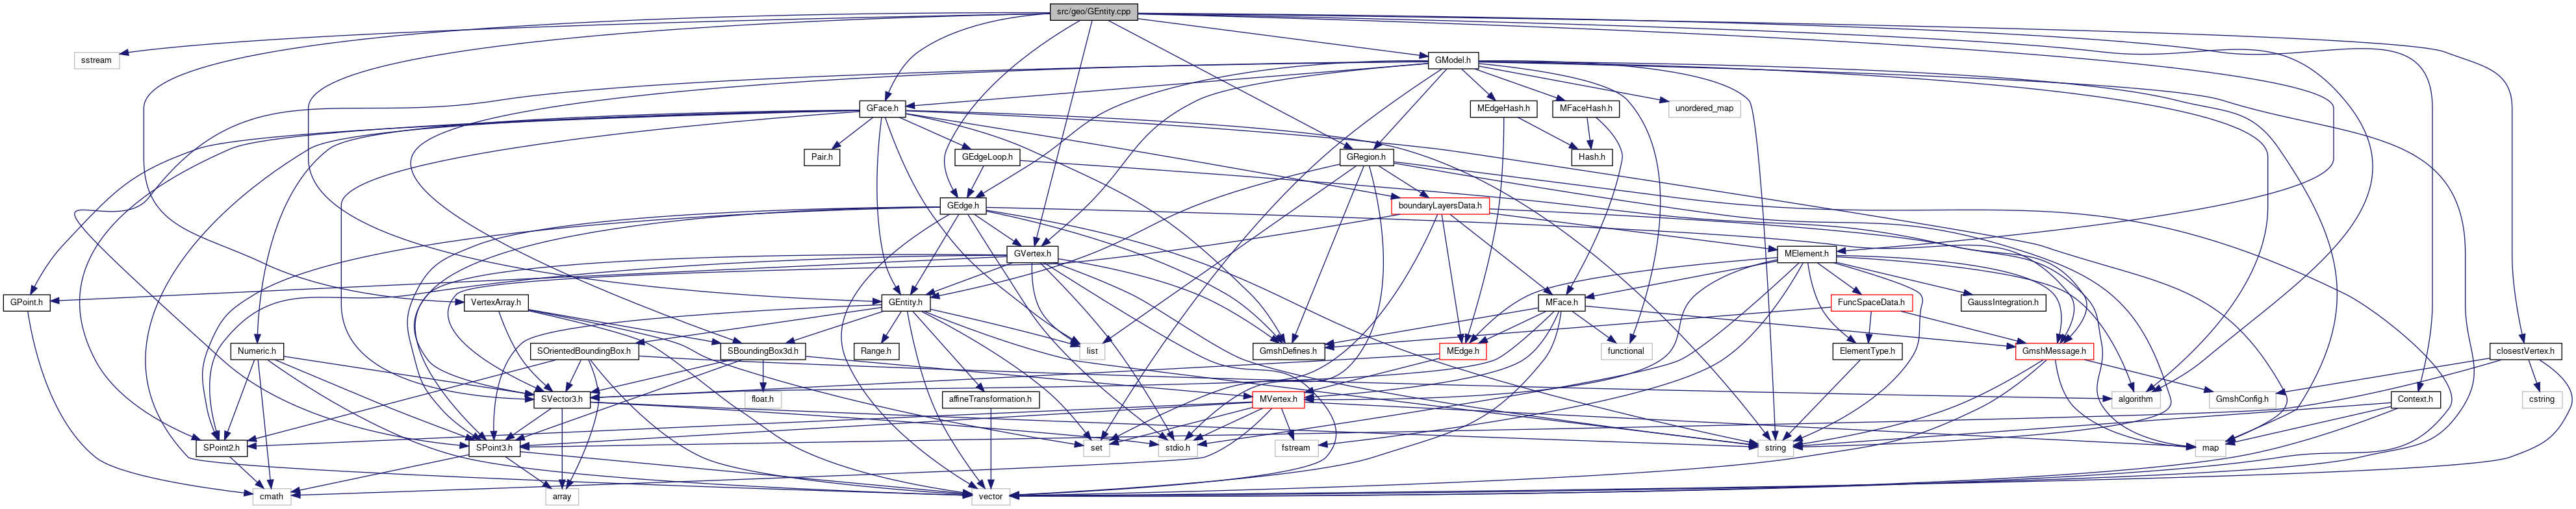 src/geo/GEntity.cpp
sstream
GModel.h
GFace.h
MEdgeHash.h
MFaceHash.h
unordered_map
Pair.h
GEdgeLoop.h
GRegion.h
Hash.h
GEdge.h
boundaryLayersData.h
GVertex.h
MElement.h
GPoint.h
VertexArray.h
GEntity.h
MFace.h
FuncSpaceData.h
GaussIntegration.h
Numeric.h
SOrientedBoundingBox.h
SBoundingBox3d.h
Range.h
list
GmshDefines.h
MEdge.h
functional
ElementType.h
GmshMessage.h
closestVertex.h
SVector3.h
float.h
affineTransformation.h
MVertex.h
algorithm
GmshConfig.h
Context.h
cstring
SPoint2.h
SPoint3.h
set
stdio.h
fstream
string
map
cmath
array
vector